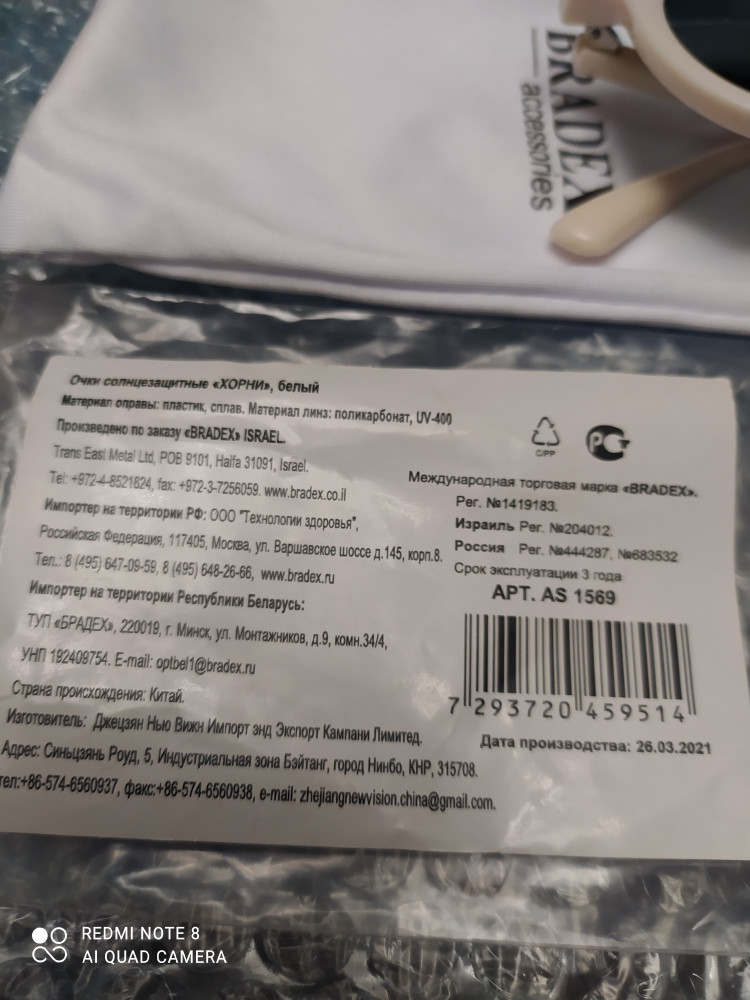 BRADEX
accessories
Очки солнцезащитные «ХОРНИ», белый
Материал оправы: пластик, сплав. Материал линз: поликарбонат, UV-400
Произведено по заказу «BRADEX» ISRAEL.
Trans East Metal Ltd, POB 9101, Haifa 31091, Israel.
Tel: +972-4-8521824, fax: +972-3-7256059. www.bradex.co.il
Импортер на территории РФ: ООО "Технологии здоровья",
Российская Федерация, 117405, Москва, ул. Варшавское шоссе д.145, корп.8.
Тел.: 8 (495) 647-09-59, 8 (495) 648-26-66, www.bradex.ru
Импортер на территории Республики Беларусь:
ТУП «БРАДЕХ», 220019, г. Минск, ул. Монтажников, д.9, комн.34/4,
УНП 192409754. E-mail: optbel1@bradex.ru
Страна происхождения: Китай.
Изготовитель: Джецзян Нью Вижн Импорт энд Экспорт Кампани Лимитед.
Адрес: Синьцзянь Роуд, 5, Индустриальная зона Бэйтанг, город Нинбо, КНР, 315708.
тел:+86-574-6560937, факс:+86-574-6560938, e-mail: zhejiangnewvision.china@gmail.com.
C/PP
РСТ
Международная торговая марка «BRADEX».
Рег. №1419183.
Израиль Рег. №204012.
Россия Рег. №444287, №683532
Срок эксплуатации 3 года
АРТ. AS 1569
7 293720 459514
Дата производства: 26.03.2021
REDMI NOTE 8
AI QUAD CAMERA